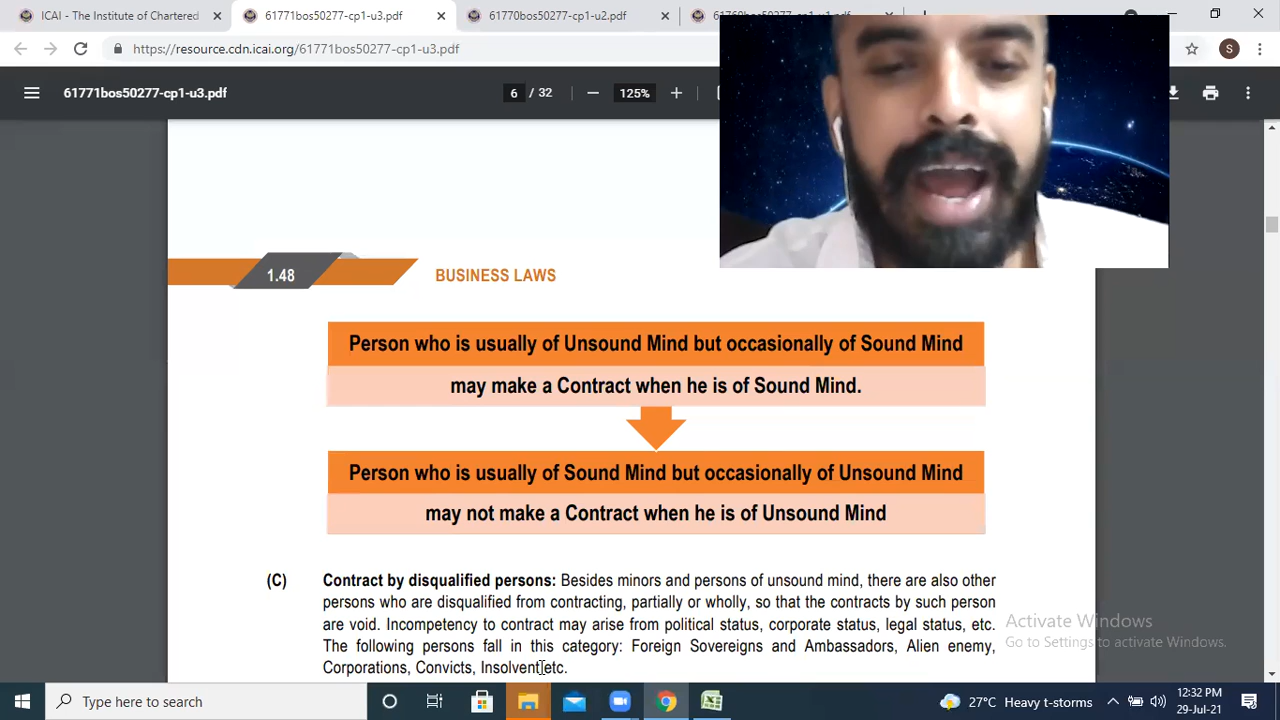 ICAI - The Institute of Chartered
61771bos50277-cp1-u3.pdf
61770bos50277-cp1-u2.pdf
https://resource.cdn.icai.org/61771bos50277-cp1-u3.pdf
S
61771bos50277-cp1-u3.pdf
6 / 32
125%
1.48
BUSINESS LAWS
Person who is usually of Unsound Mind but occasionally of Sound Mind
may make a Contract when he is of Sound Mind.
Person who is usually of Sound Mind but occasionally of Unsound Mind
may not make a Contract when he is of Unsound Mind
(C) Contract by disqualified persons: Besides minors and persons of unsound mind, there are also other
persons who are disqualified from contracting, partially or wholly, so that the contracts by such person
are void. Incompetency to contract may arise from political status, corporate status, legal status, etc.
The following persons fall in this category: Foreign Sovereigns and Ambassadors, Alien enemy,
Corporations, Convicts, Insolvent etc.
Activate Windows
Go to Settings to activate Windows.
Type here to search
27°C Heavy t-storms
12:32 PM
29-Jul-21